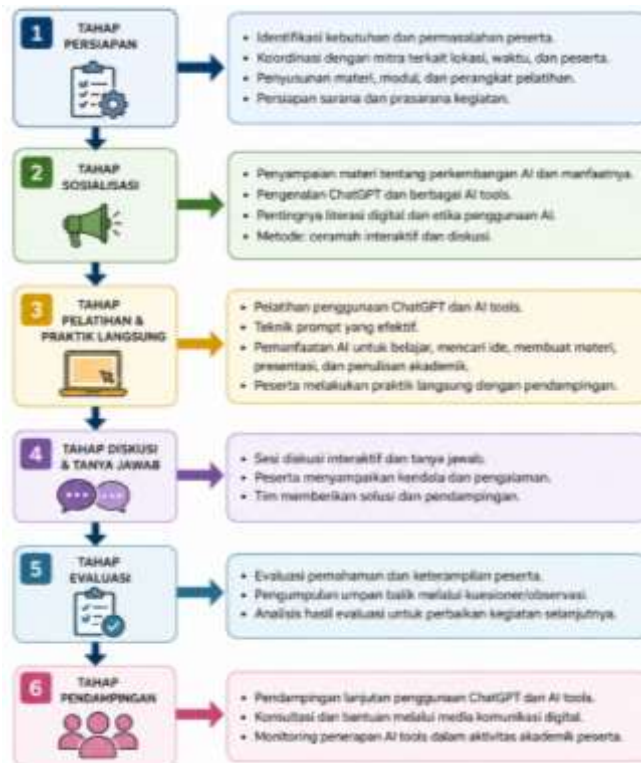 1
TAHAP
PERSIAPAN
• Identifikasi kebutuhan dan permasalahan peserta.
• Koordinasi dengan mitra terkait lokasi, waktu, dan peserta.
• Penyusunan materi, modul, dan perangkat pelatihan.
• Persiapan sarana dan prasarana kegiatan.
2
TAHAP
SOSIALISASI
• Penyampaian materi tentang perkembangan AI dan manfaatnya.
• Pengenalan ChatGPT dan berbagai AI tools.
• Pentingnya literasi digital dan etika penggunaan AI.
• Metode: ceramah interaktif dan diskusi.
3
TAHAP
PELATIHAN &
PRAKTIK LANGSUNG
• Pelatihan penggunaan ChatGPT dan AI tools.
• Teknik prompt yang efektif.
• Pemanfaatan AI untuk belajar, mencari ide, membuat materi,
presentasi, dan penulisan akademik.
• Peserta melakukan praktik langsung dengan pendampingan.
4
TAHAP DISKUSI
& TANYA JAWAB
• Sesi diskusi interaktif dan tanya jawab.
• Peserta menyampaikan kendala dan pengalaman.
• Tim memberikan solusi dan pendampingan.
5
TAHAP
EVALUASI
• Evaluasi pemahaman dan keterampilan peserta.
• Pengumpulan umpan balik melalui kuesioner/observasi.
• Analisis hasil evaluasi untuk perbaikan kegiatan selanjutnya.
6
TAHAP
PENDAMPINGAN
• Pendampingan lanjutan penggunaan ChatGPT dan AI tools.
• Konsultasi dan bantuan melalui media komunikasi digital.
• Monitoring penerapan AI tools dalam aktivitas akademik peserta.